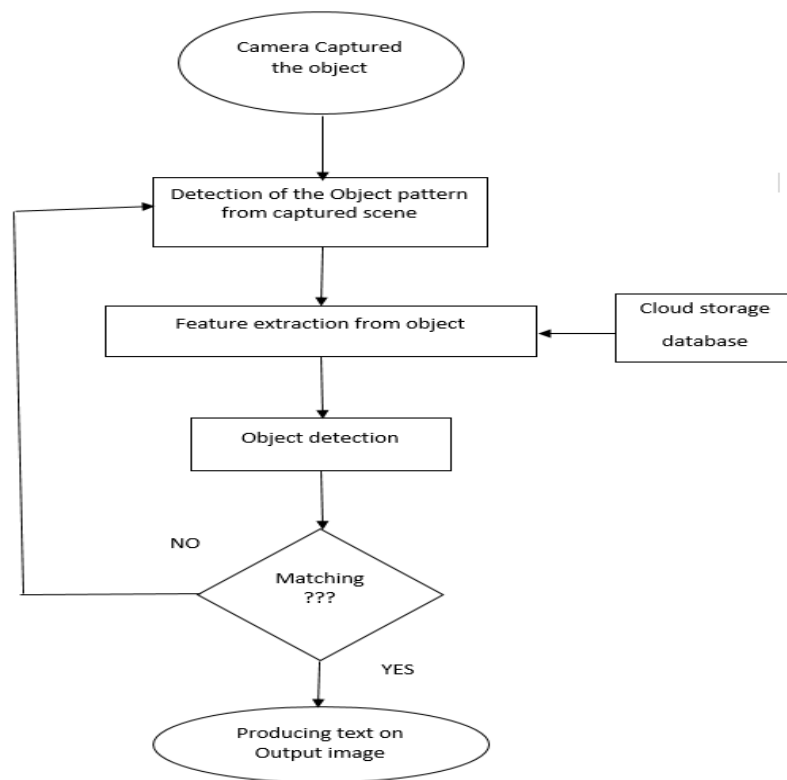 Camera Captured
the object
Detection of the Object pattern
from captured scene
Feature extraction from object
Cloud storage
database
Object detection
NO
Matching
???
YES
Producing text on
Output image